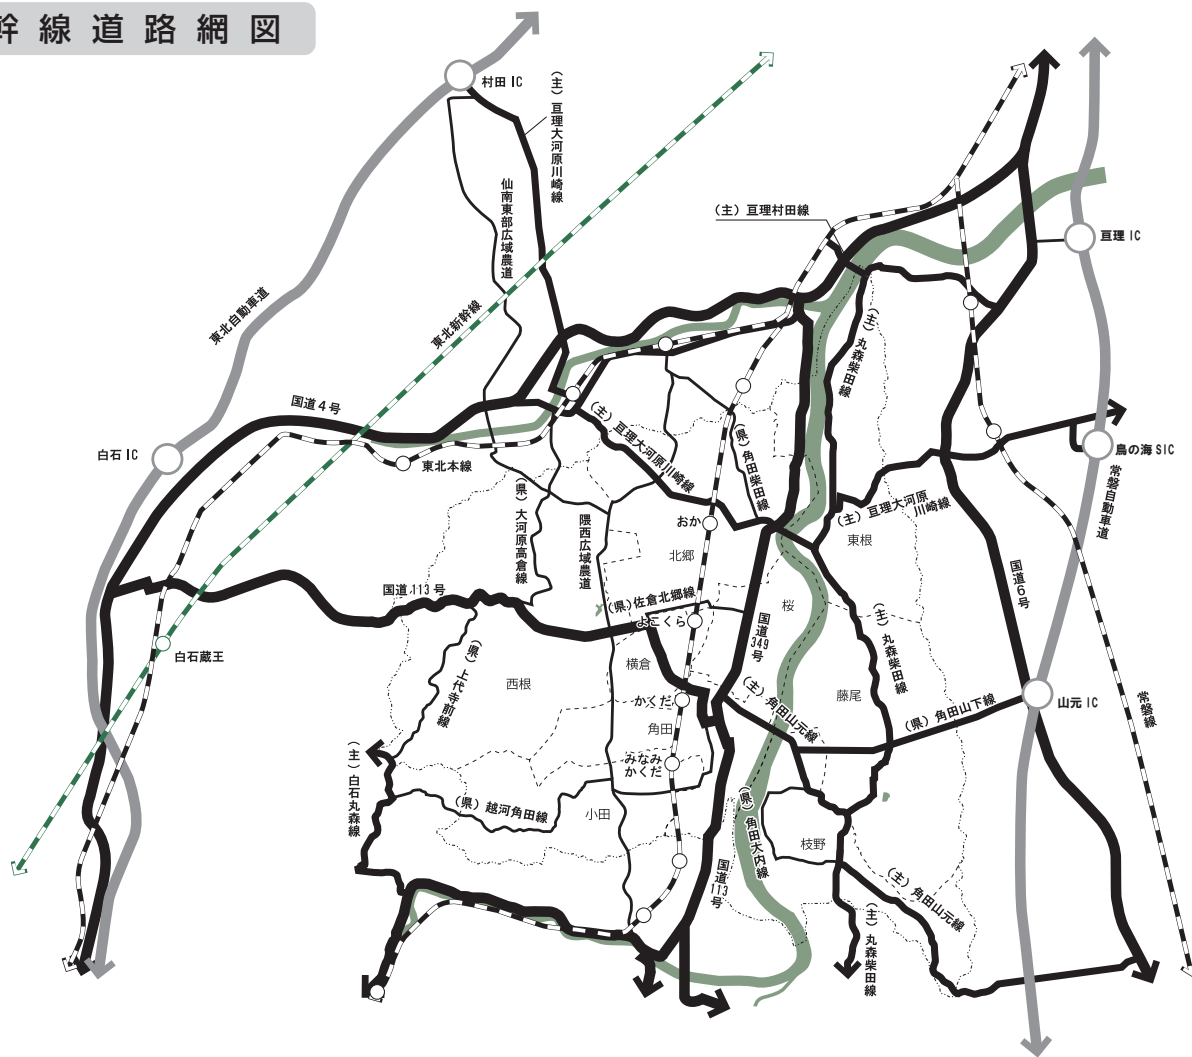 幹線道路網図
村田 IC
（主）亘理大河原川崎線
仙南東部広域農道
（主）亘理村田線
亘理 IC
東北自動車道
東北新幹線
（主）丸森柴田線
国道４号
（主）亘理大河原川崎線
（県）角田柴田線
白石 IC
東北本線
鳥の海 SIC
常磐自動車道
（県）大河原高倉線
隈西広域農道
おか
（主）亘理大河原
川崎線
東根
北郷
国道 113 号
（県）佐倉北郷線
桜
国道６号
よこくら
国道349号
（主）丸森柴田線
白石蔵王
（県）上代寺前線
横倉
西根
かくだ
（主）角田山元線
藤尾
（県）角田山下線
山元 IC
常磐線
角田
みなみ
かくだ
（主）白石丸森線
（県）越河角田線
小田
（県）角田大内線
枝野
国道113号
（主）角田山元線
（主）丸森柴田線